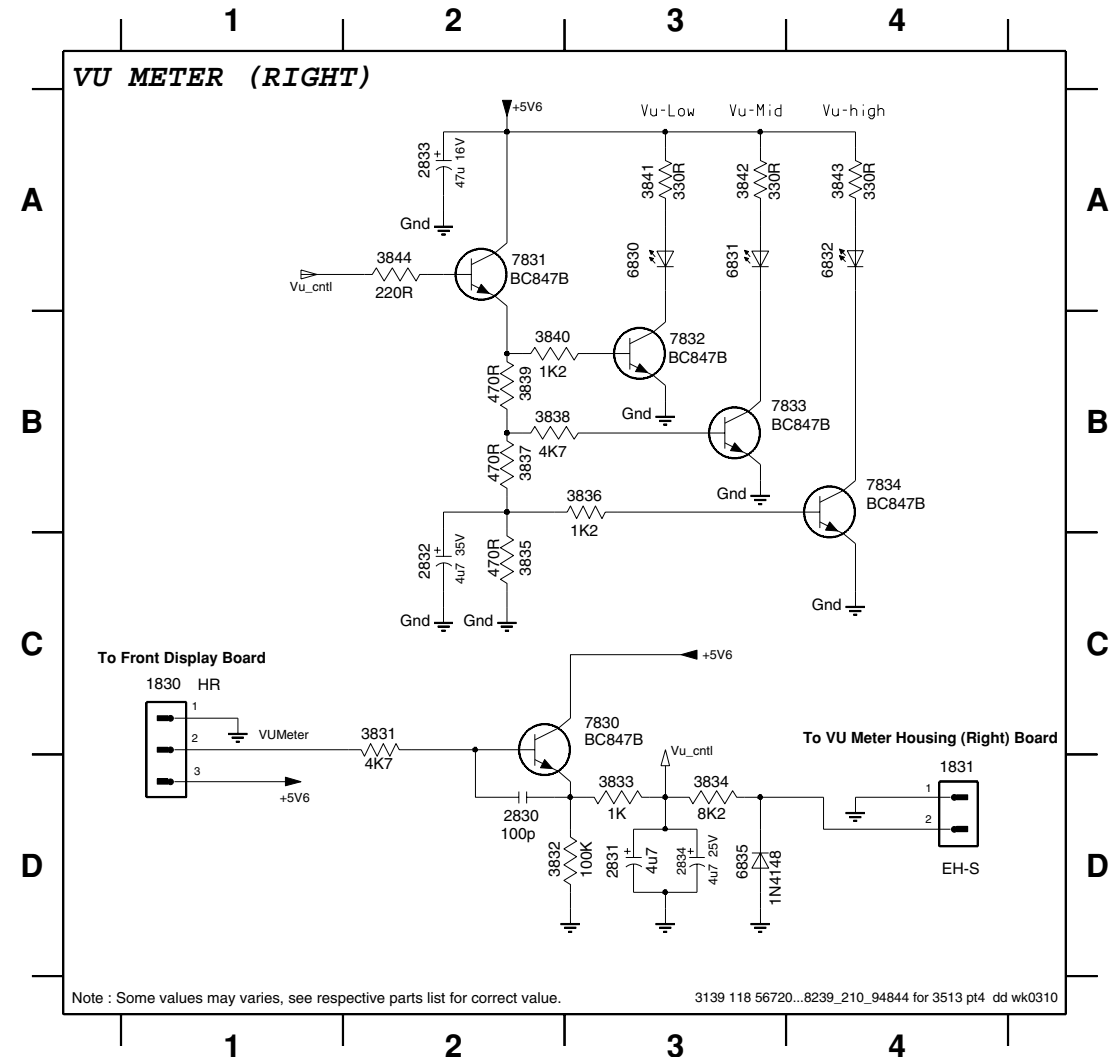 1 2 3 4
VU METER (RIGHT)
+5V6
Vu-Low
Vu-Mid
Vu-high
A
A
2833
47u 16V
Gnd
3841
330R
3842
330R
3843
330R
6830
6831
6832
Vu_cntl
3844
220R
7831
BC847B
3840
1K2
7832
BC847B
470R
3839
Gnd
B
B
3838
4K7
7833
BC847B
470R
3837
Gnd
3836
1K2
7834
BC847B
2832
4u7 35V
470R
3835
Gnd
Gnd
Gnd
C
C
To Front Display Board
1830 HR
1
2
3
VUMeter
+5V6
3831
4K7
7830
BC847B
+5V6
Vu_cntl
To VU Meter Housing (Right) Board
1831
1
2
EH-S
2830
100p
3833
1K
3834
8K2
3832
100K
2831
4u7
2834
4u7 25V
6835
1N4148
D
D
Note : Some values may varies, see respective parts list for correct value.
3139 118 56720...8239_210_94844 for 3513 pt4 dd wk0310
1 2 3 4